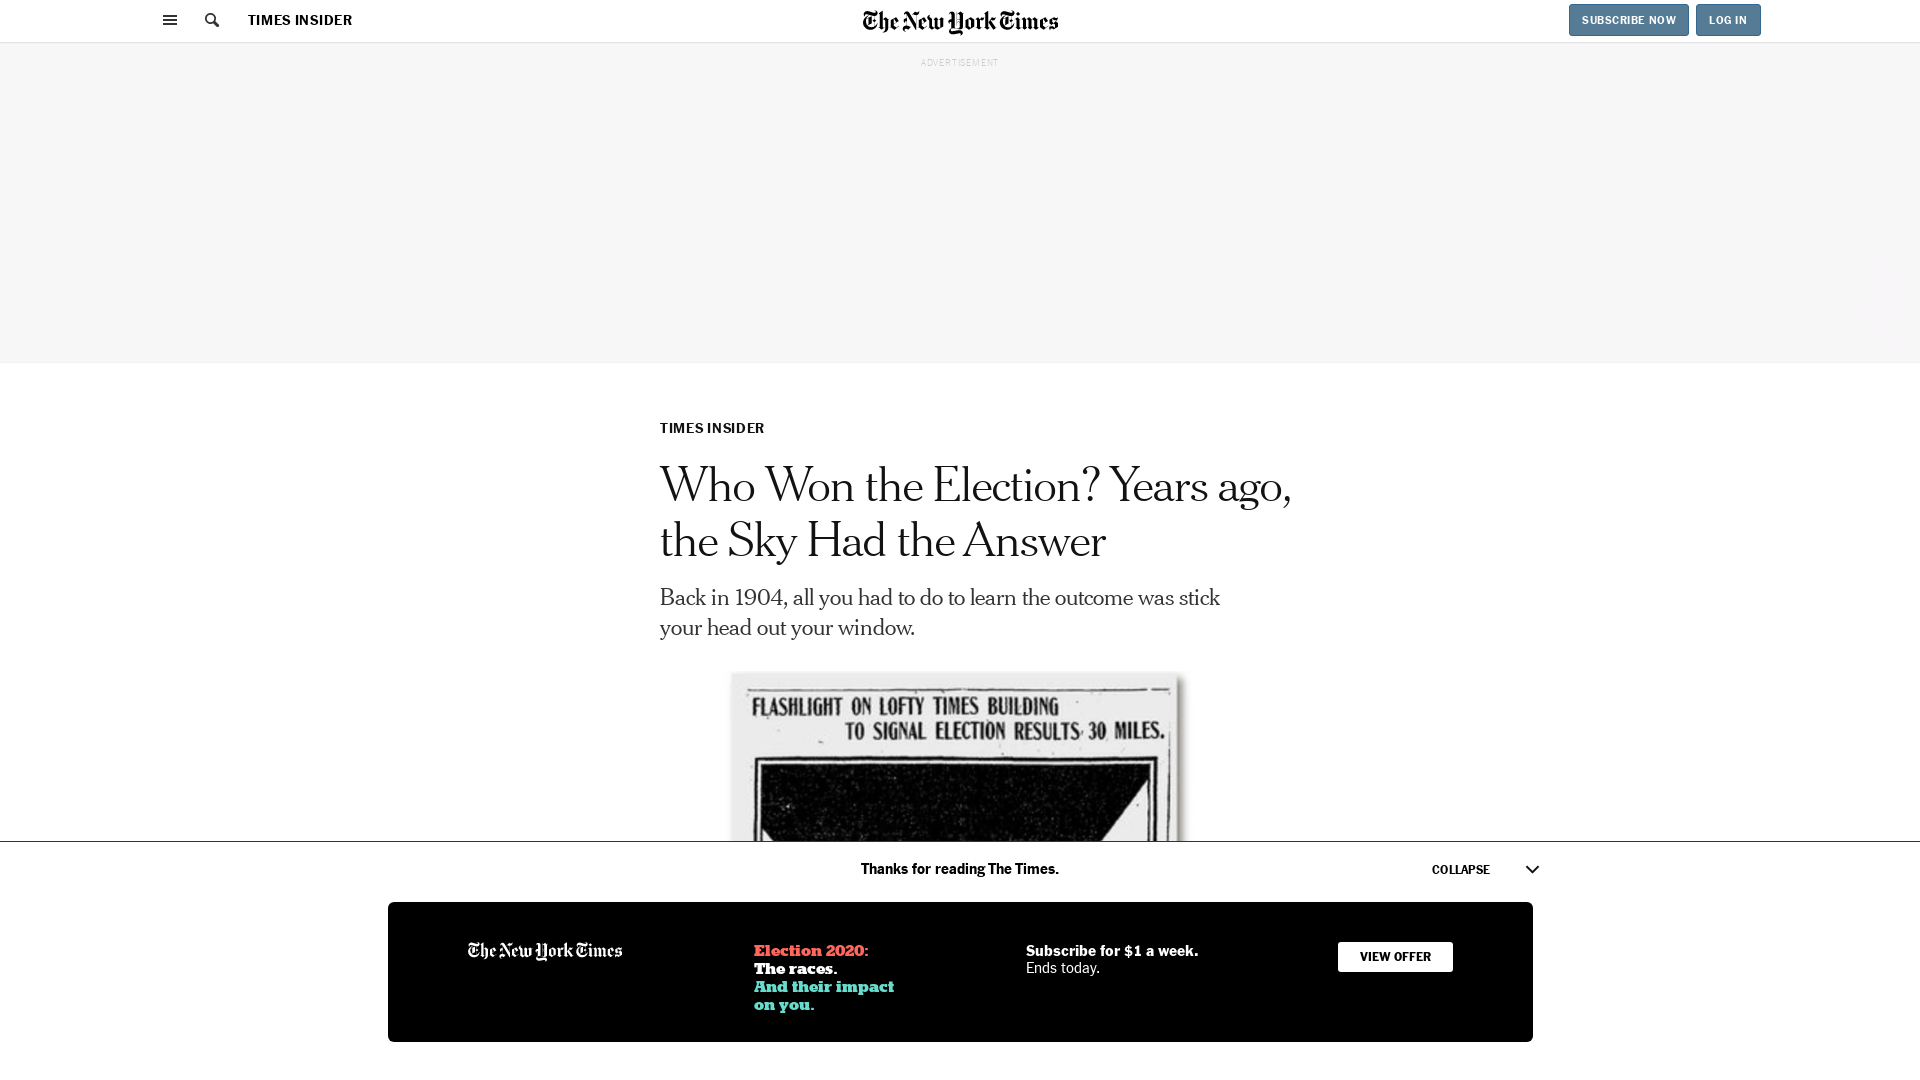 TIMES INSIDER
The New York Times
SUBSCRIBE NOW
LOG IN
ADVERTISEMENT
TIMES INSIDER
Who Won the Election? Years ago,
the Sky Had the Answer
Back in 1904, all you had to do to learn the outcome was stick
your head out your window.
FLASHLIGHT ON LOFTY TIMES BUILDING
TO SIGNAL ELECTION RESULTS 30 MILES.
Thanks for reading The Times.
COLLAPSE
The New York Times
Election 2020:
The races.
And their impact
on you.
Subscribe for $1 a week.
Ends today.
VIEW OFFER